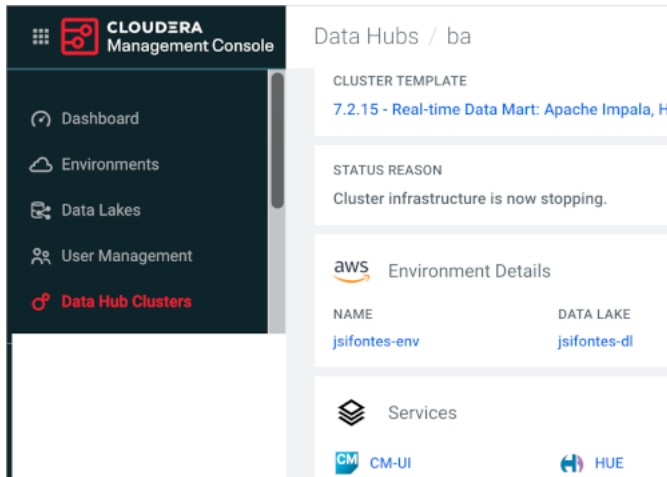 CLOUDERA
Management Console
Dashboard
Environments
Data Lakes
User Management
Data Hub Clusters
Data Hubs / ba
CLUSTER TEMPLATE
7.2.15 - Real-time Data Mart: Apache Impala, H
STATUS REASON
Cluster infrastructure is now stopping.
aws Environment Details
NAME DATA LAKE
jsifontes-env jsifontes-dl
Services
CM CM-UI HUE